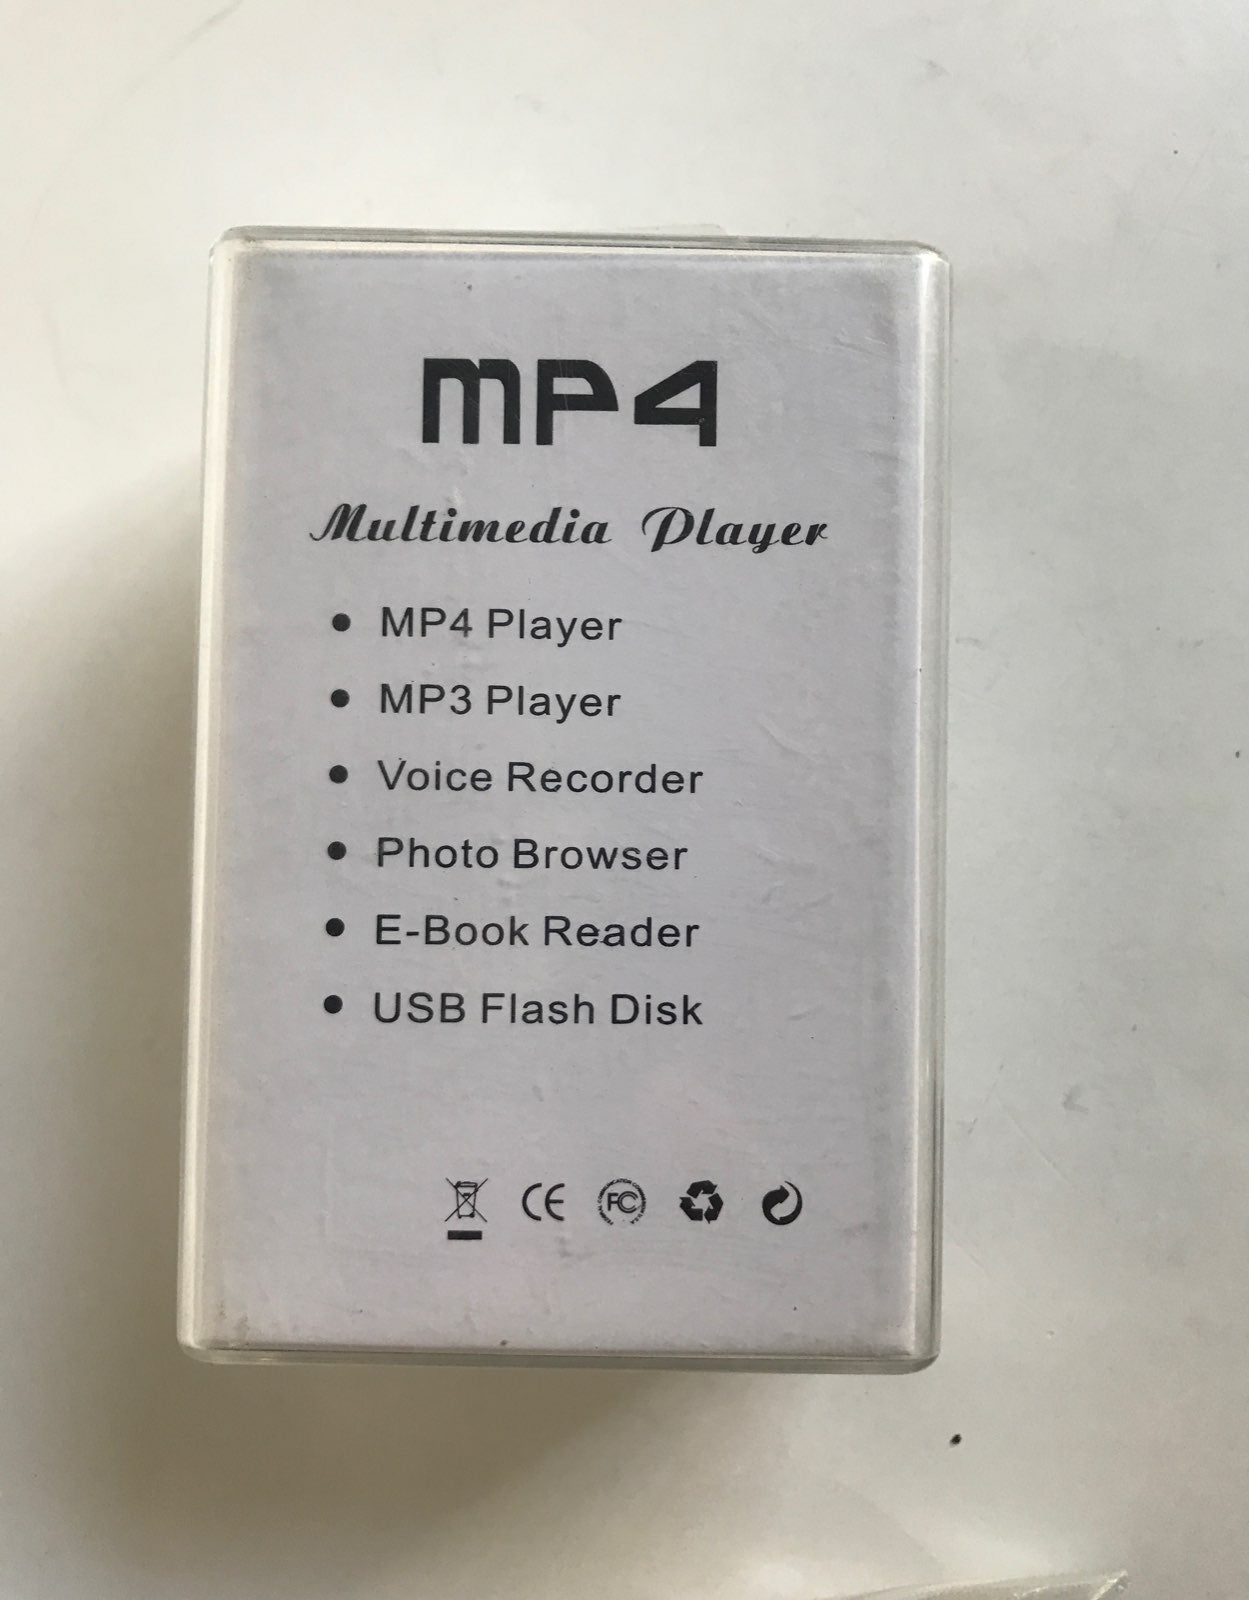 MP4
Multimedia Player
• MP4 Player
• MP3 Player
• Voice Recorder
• Photo Browser
• E-Book Reader
• USB Flash Disk
CE FC